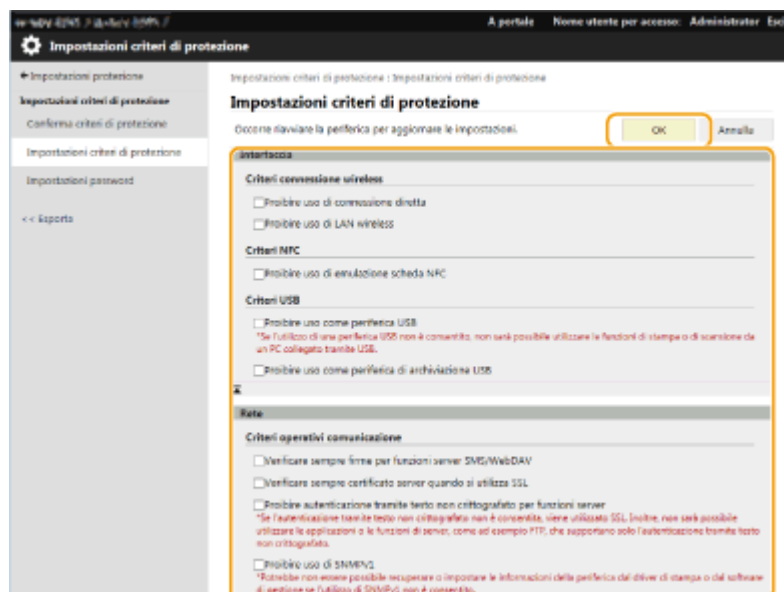 A portale Nome utente per accesso: Administrator Esci
Impostazioni criteri di protezione
Impostazioni protezione
Impostazioni criteri di protezione
Conferma criteri di protezione
Impostazioni criteri di protezione
Impostazioni password
<< Esporta
Impostazioni criteri di protezione : Impostazioni criteri di protezione
Impostazioni criteri di protezione
Occorre riavviare la periferica per aggiornare le impostazioni.
OK
Annulla
Interfaccia
Criteri connessione wireless
Proibire uso di connessione diretta
Proibire uso di LAN wireless
Criteri NFC
Proibire uso di emulazione scheda NFC
Criteri USB
Proibire uso come periferica USB
*Se l'utilizzo di una periferica USB non è consentito, non sarà possibile utilizzare le funzioni di stampa o di scansione da
un PC collegato tramite USB.
Proibire uso come periferica di archiviazione USB
Rete
Criteri operativi comunicazione
Verificare sempre firme per funzioni server SMS/WebDAV
Verificare sempre certificato server quando si utilizza SSL
Proibire autenticazione tramite testo non crittografato per funzioni server
*Se l'autenticazione tramite testo non crittografato non è consentita, viene utilizzato SSL. Inoltre, non sarà possibile
utilizzare le applicazioni o le funzioni di server, come ad esempio FTP, che supportano solo l'autenticazione tramite testo
non crittografato.
Proibire uso di SNMPv1
*Potrebbe non essere possibile recuperare o impostare le informazioni della periferica dal driver di stampa o dal software
di gestione se l'utilizzo di SNMPv1 non è consentito.